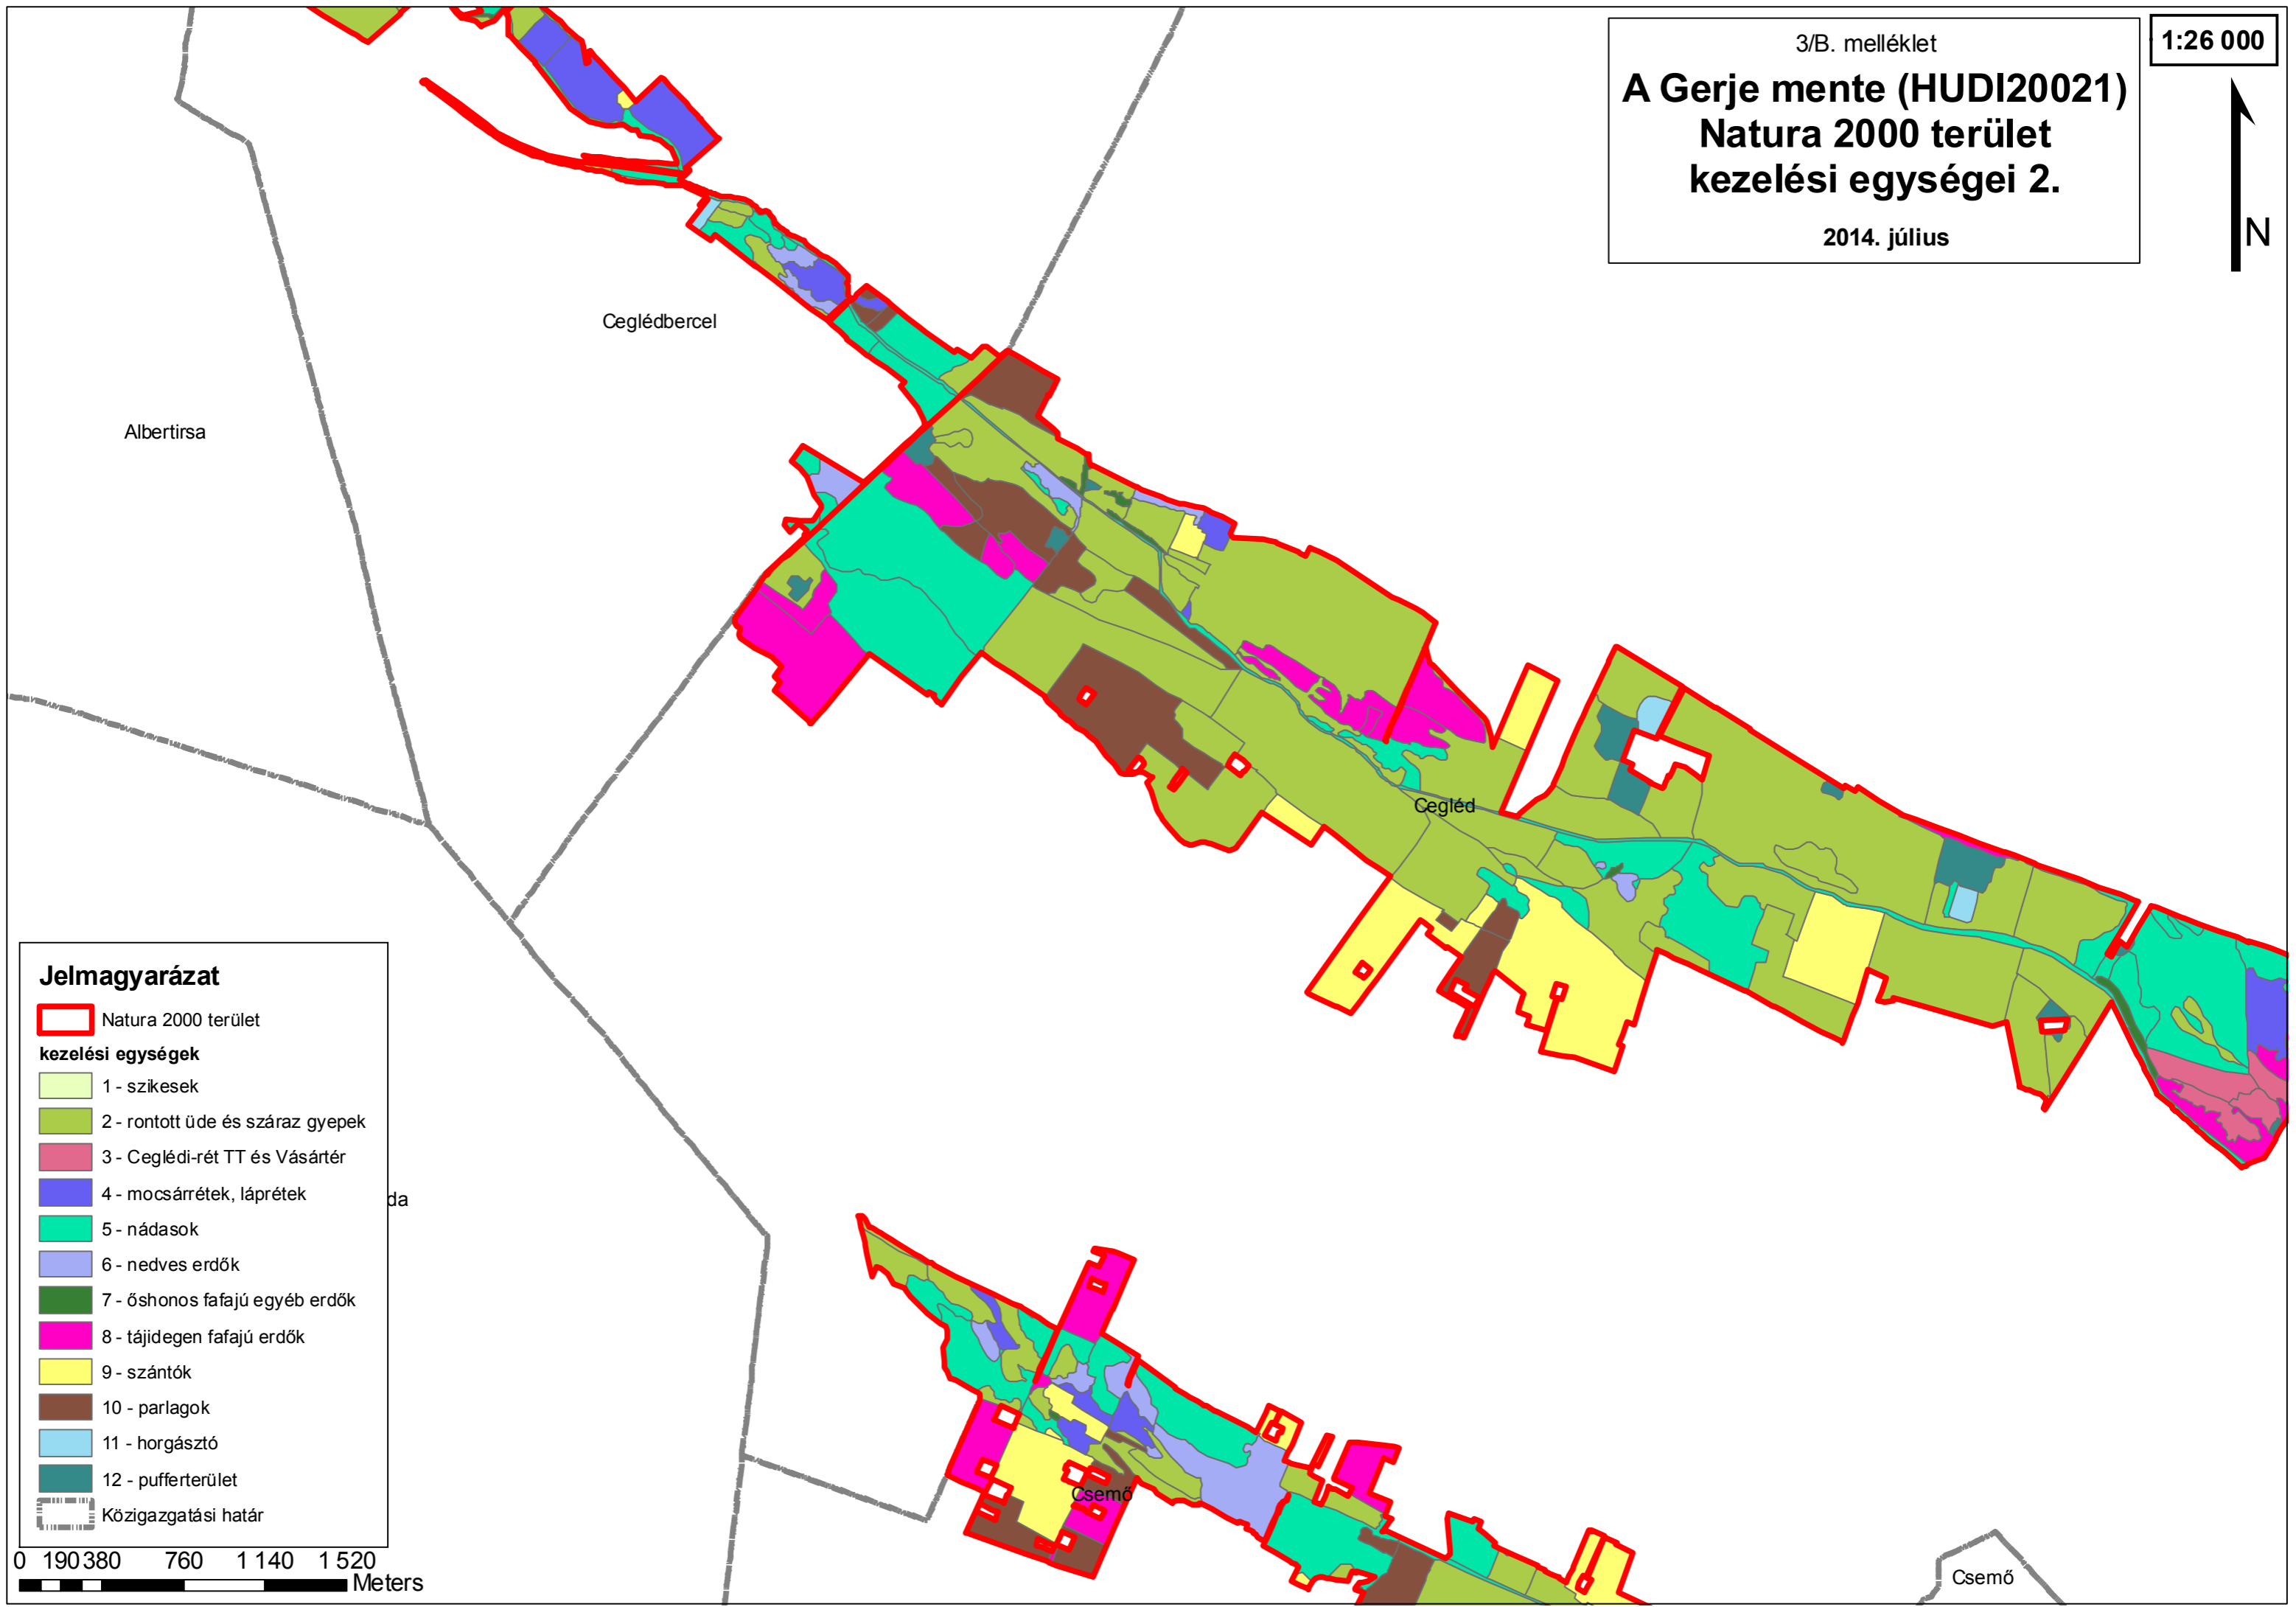 3/B. melléklet
A Gerje mente (HUDI20021)
Natura 2000 terület
kezelési egységei 2.
2014. július
1:26 000
N
Ceglédbercel
Albertirsa
Cegléd
Jelmagyarázat
Natura 2000 terület
kezelési egységek
1 - szikesek
2 - rontott üde és száraz gyepek
3 - Ceglédi-rét TT és Vásártér
4 - mocsárrétek, láprétek
5 - nádasok
6 - nedves erdők
7 - őshonos fafajú egyéb erdők
8 - tájidegen fafajú erdők
9 - szántók
10 - parlagok
11 - horgásztó
12 - pufferterület
Közigazgatási határ
da
Csemő
Csemő
0 190 380 760 1 140 1 520
Meters